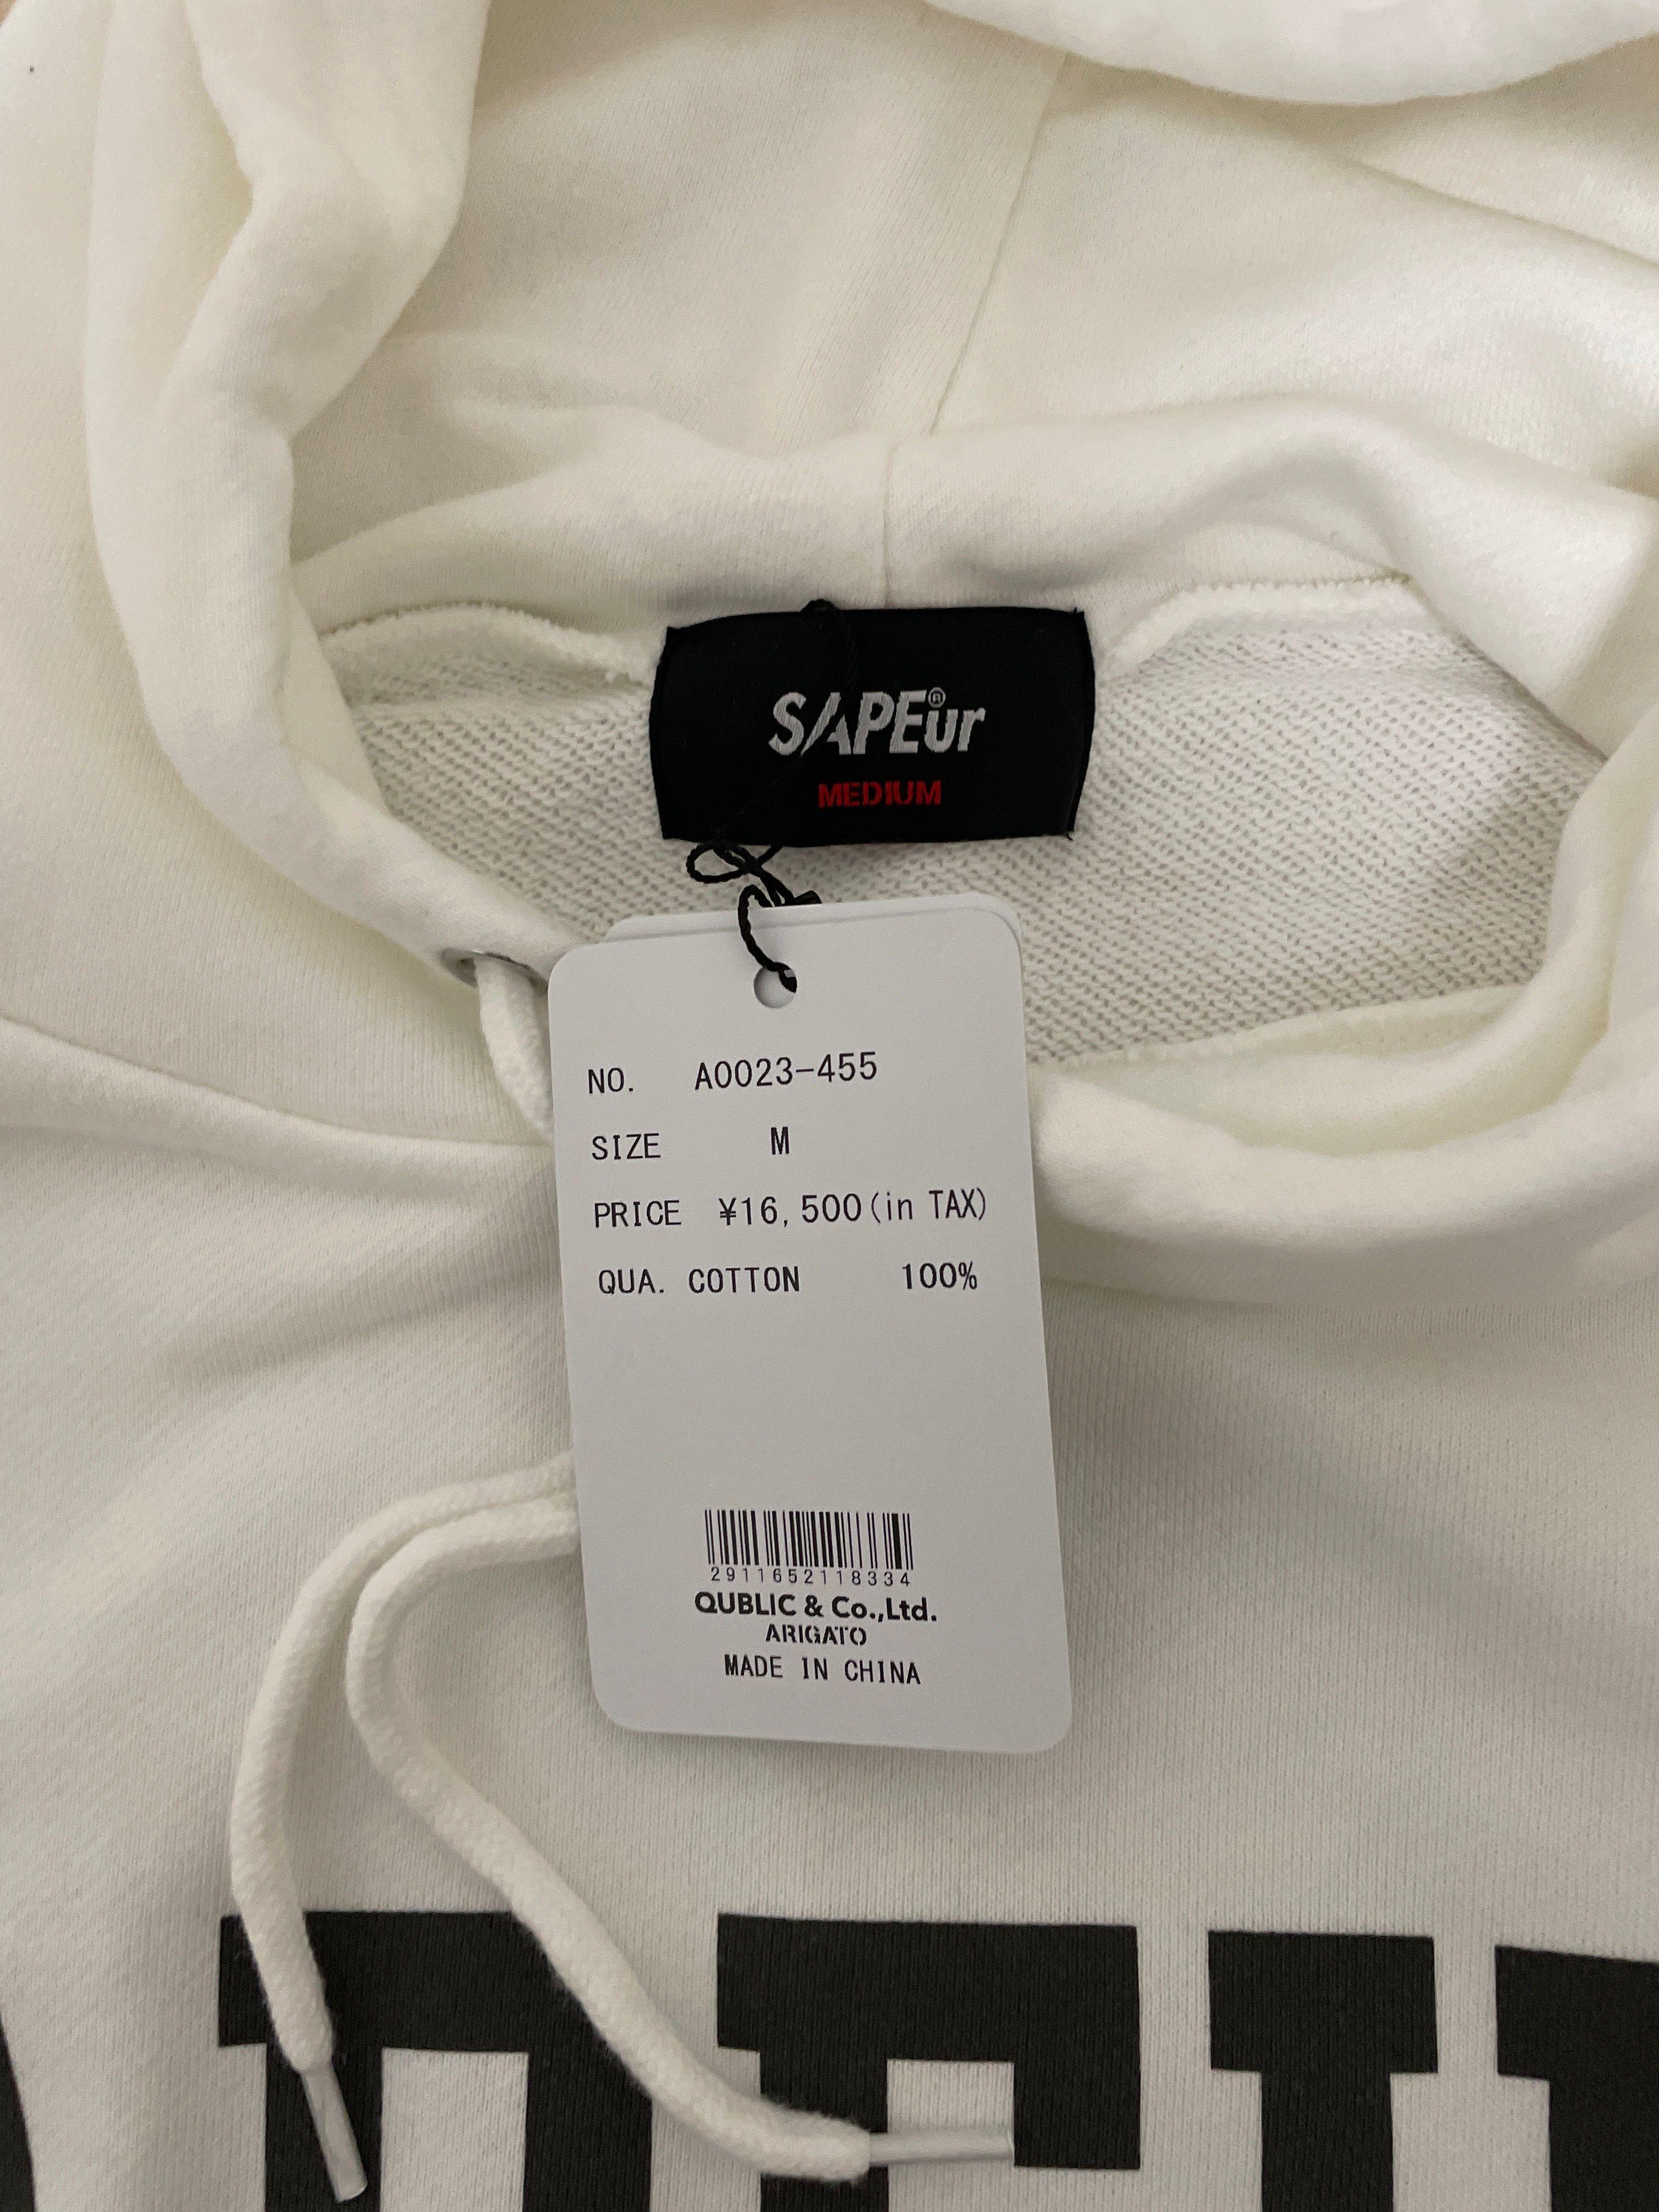 SAPEur®
MEDIUM
NO. A0023-455
SIZE M
PRICE ¥16,500(in TAX)
QUA. COTTON 100%
2911652118334
QUBLIC & Co.,Ltd.
ARIGATO
MADE IN CHINA